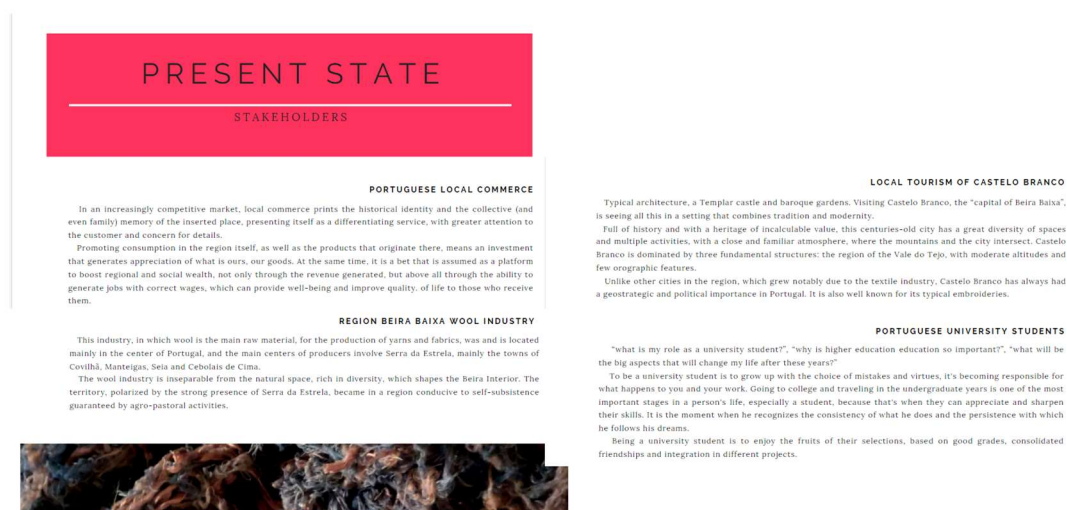 PRESENT STATE
STAKEHOLDERS
PORTUGUESE LOCAL COMMERCE
In an increasingly competitive market, local commerce prints the historical identity and the collective (and
even family) memory of the inserted place, presenting itself as a differentiating service, with greater attention to
the customer and concern for details.
Promoting consumption in the region itself, as well as the products that originate there, means an investment
that generates appreciation of what is ours, our goods. At the same time, it is a bet that is assumed as a platform
to boost regional and social wealth, not only through the revenue generated, but above all through the ability to
generate jobs with correct wages, which can provide well-being and improve quality. of life to those who receive
them.
REGION BEIRA BAIXA WOOL INDUSTRY
This industry, in which wool is the main raw material, for the production of yarns and fabrics, was and is located
mainly in the center of Portugal, and the main centers of producers involve Serra da Estrela, mainly the towns of
Covilhã, Manteigas, Seia and Cebolais de Cima.
The wool industry is inseparable from the natural space, rich in diversity, which shapes the Beira Interior. The
territory, polarized by the strong presence of Serra da Estrela, became in a region conducive to self-subsistence
guaranteed by agro-pastoral activities.
LOCAL TOURISM OF CASTELO BRANCO
Typical architecture, a Templar castle and baroque gardens. Visiting Castelo Branco, the “capital of Beira Baixa”,
is seeing all this in a setting that combines tradition and modernity.
Full of history and with a heritage of incalculable value, this centuries-old city has a great diversity of spaces
and multiple activities, with a close and familiar atmosphere, where the mountains and the city intersect. Castelo
Branco is dominated by three fundamental structures: the region of the Vale do Tejo, with moderate altitudes and
few orographic features.
Unlike other cities in the region, which grew notably due to the textile industry, Castelo Branco has always had
a geostrategic and political importance in Portugal. It is also well known for its typical embroideries.
PORTUGUESE UNIVERSITY STUDENTS
“what is my role as a university student?”, “why is higher education education so important?”, “what will be
the big aspects that will change my life after these years?”
To be a university student is to grow up with the choice of mistakes and virtues, it's becoming responsible for
what happens to you and your work. Going to college and traveling in the undergraduate years is one of the most
important stages in a person's life, especially a student, because that's when they can appreciate and sharpen
their skills. It is the moment when he recognizes the consistency of what he does and the persistence with which
he follows his dreams.
Being a university student is to enjoy the fruits of their selections, based on good grades, consolidated
friendships and integration in different projects.